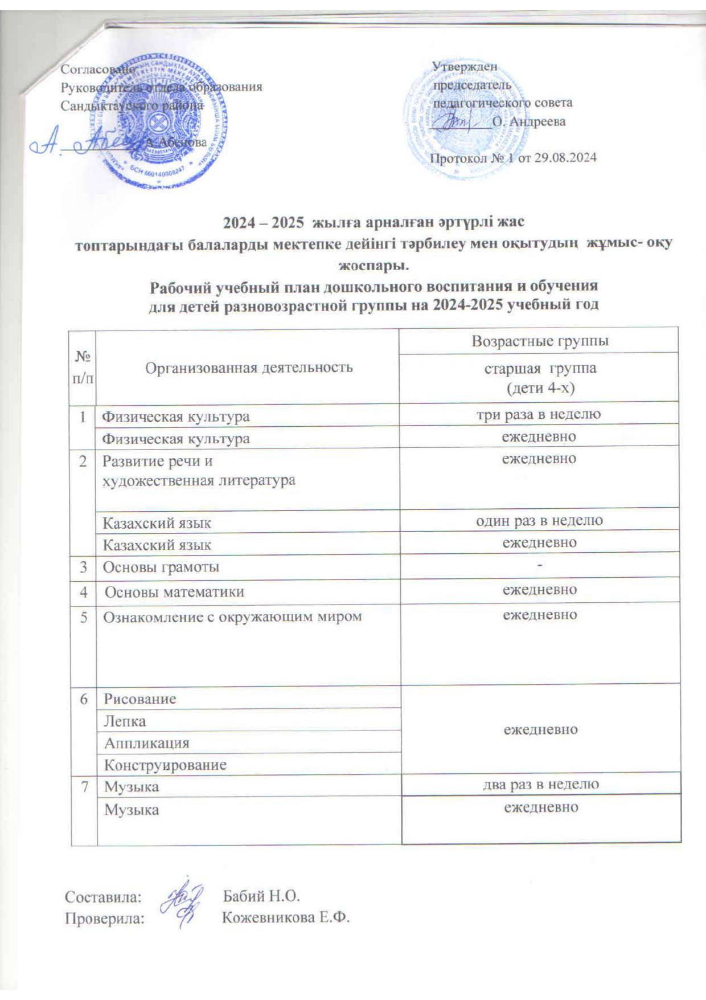 Согласовано
Руководитель отдела образования
Сандыктауского района
А.Абенова
БСН 660140008247
Утвержден
председатель
педагогического совета
О. Андреева
Протокол № 1 от 29.08.2024
2024 – 2025 жылға арналған әртүрлі жас
топтарындағы балаларды мектепке дейінгі тәрбилеу мен оқытудың жұмыс- оқу
жоспары.
Рабочий учебный план дошкольного воспитания и обучения
для детей разновозрастной группы на 2024-2025 учебный год
№
п/п
Организованная деятельность
Возрастные группы
старшая группа
(дети 4-х)
1 Физическая культура три раза в неделю
Физическая культура ежедневно
2 Развитие речи и ежедневно
художественная литература
Казахский язык один раз в неделю
Казахский язык ежедневно
3 Основы грамоты -
4 Основы математики ежедневно
5 Ознакомление с окружающим миром ежедневно
6 Рисование
Лепка
ежедневно
Аппликация
Конструирование
7 Музыка два раз в неделю
Музыка ежедневно
Составила: Бабий Н.О.
Проверила: Кожевникова Е.Ф.